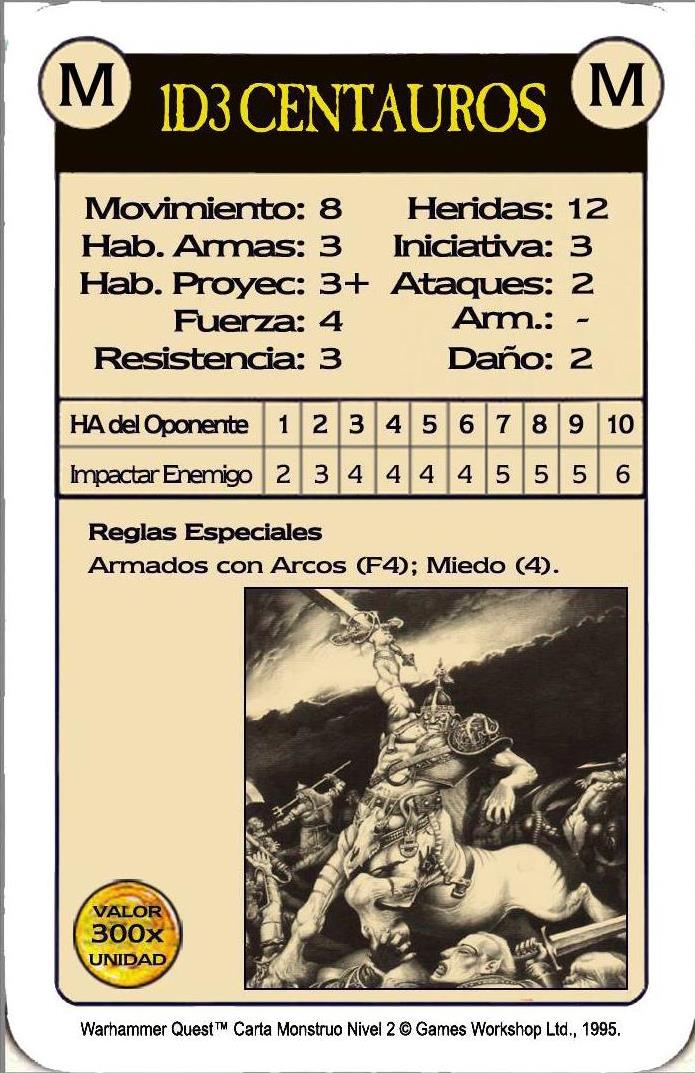 M 1D3 CENTAUROS M
Movimiento: 8 Heridas: 12
Hab. Armas: 3 Iniciativa: 3
Hab. Proyec: 3+ Ataques: 2
Fuerza: 4 Arm.: -
Resistencia: 3 Daño: 2
HA del Oponente 1 2 3 4 5 6 7 8 9 10
Impactar Enemigo 2 3 4 4 4 4 5 5 5 6
Reglas Especiales
Armados con Arcos (F4); Miedo (4).
VALOR
300x
UNIDAD
Warhammer Quest™ Carta Monstruo Nivel 2 © Games Workshop Ltd., 1995.